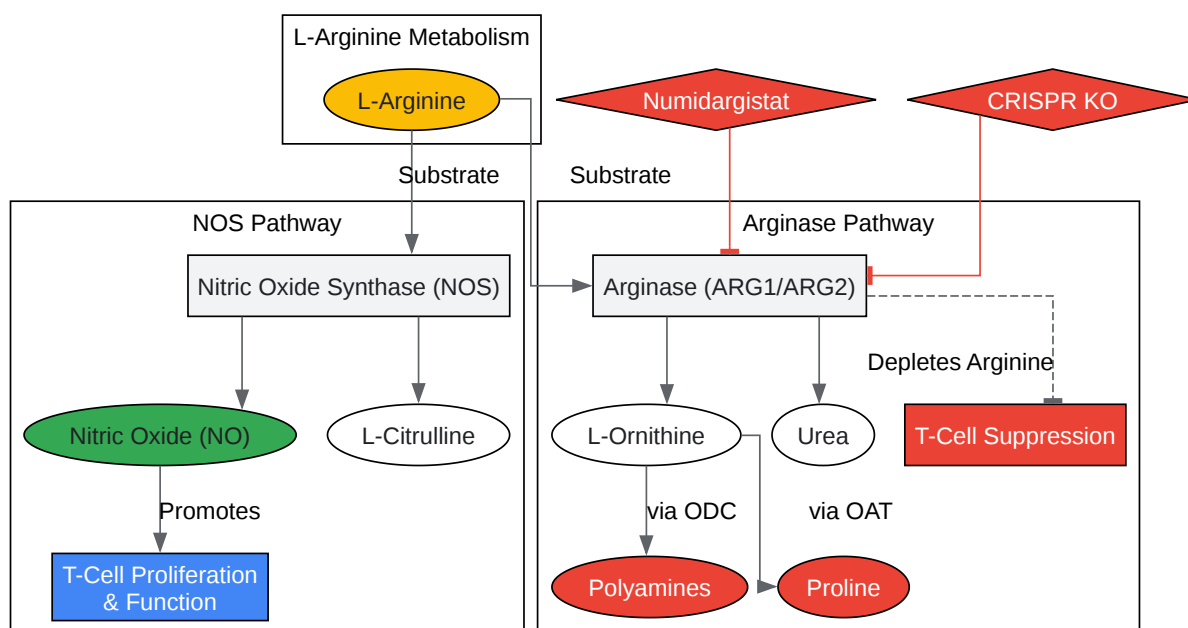 L-Arginine Metabolism
L-Arginine
Numidargistat
CRISPR KO
Substrate
Substrate
NOS Pathway
Arginase Pathway
Nitric Oxide Synthase (NOS)
Arginase (ARG1/ARG2)
Depletes Arginine
Nitric Oxide (NO)
L-Citrulline
L-Ornithine
Urea
T-Cell Suppression
Promotes
via ODC
via OAT
T-Cell Proliferation
& Function
Polyamines
Proline